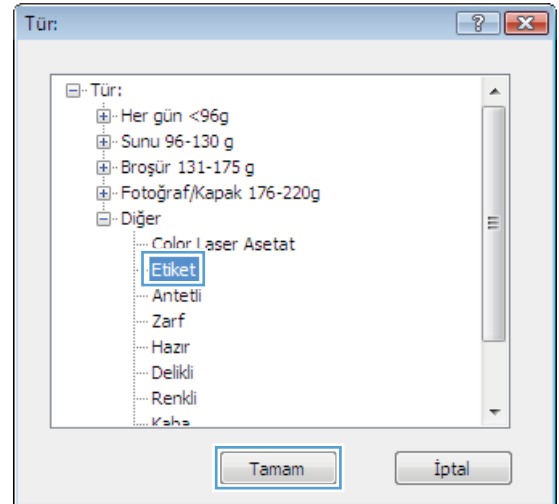 Tür:
Tür:
Her gün <96g
Sunu 96-130 g
Broşür 131-175 g
Fotoğraf/Kapak 176-220g
Diğer
Color Laser Asetat
Etiket
Antetli
Zarf
Hazır
Delikli
Renkli
Kaba
Tamam
İptal